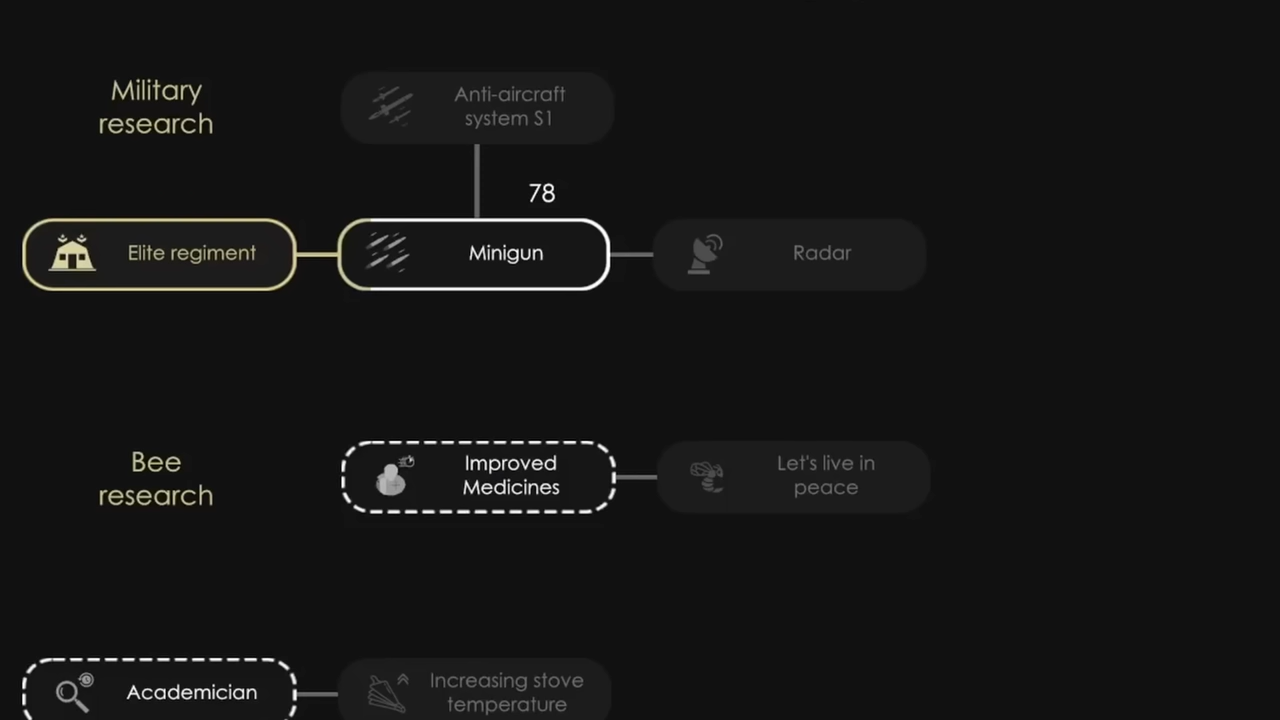 Military
research
Anti-aircraft
system S1
78
Elite regiment
Minigun
Radar
Bee
research
Improved
Medicines
Let's live in
peace
Academician
Increasing stove
temperature